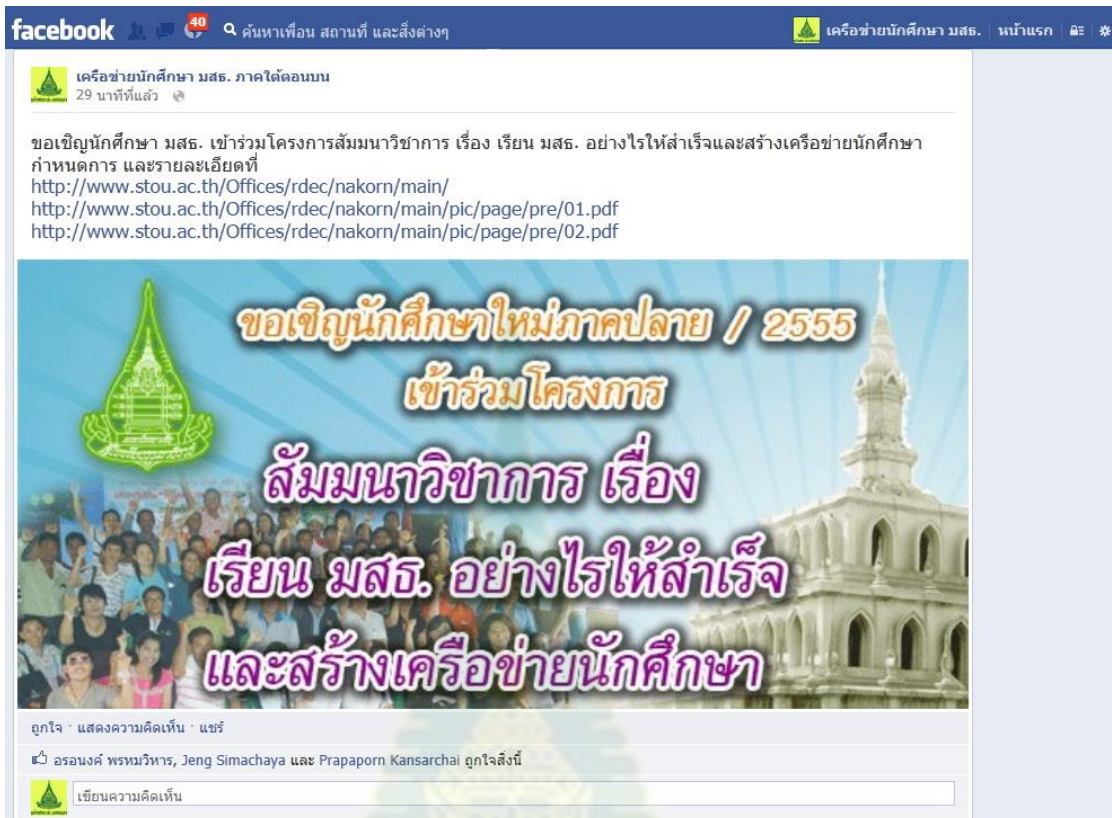 facebook
40
ค้นหาเพื่อน สถานที่ และสิ่งต่างๆ
เครือข่ายนักศึกษา มสธ.
หน้าแรก
เครือข่ายนักศึกษา มสธ. ภาคใต้ตอนบน
29 นาทีที่แล้ว
ขอเชิญนักศึกษา มสธ. เข้าร่วมโครงการสัมมนาวิชาการ เรื่อง เรียน มสธ. อย่างไรให้สำเร็จและสร้างเครือข่ายนักศึกษา
กำหนดการ และรายละเอียดที่
http://www.stou.ac.th/Offices/rdec/nakorn/main/
http://www.stou.ac.th/Offices/rdec/nakorn/main/pic/page/pre/01.pdf
http://www.stou.ac.th/Offices/rdec/nakorn/main/pic/page/pre/02.pdf
ขอเชิญนักศึกษาใหม่ภาคปลาย / 2555
เข้าร่วมโครงการ
สัมมนาวิชาการ เรื่อง
เรียน มสธ. อย่างไรให้สำเร็จ
และสร้างเครือข่ายนักศึกษา
ถูกใจ · แสดงความคิดเห็น · แชร์
อรอนงค์ พรหมวิหาร, Jeng Simachaya และ Prapaporn Kansarchai ถูกใจสิ่งนี้
เขียนความคิดเห็น